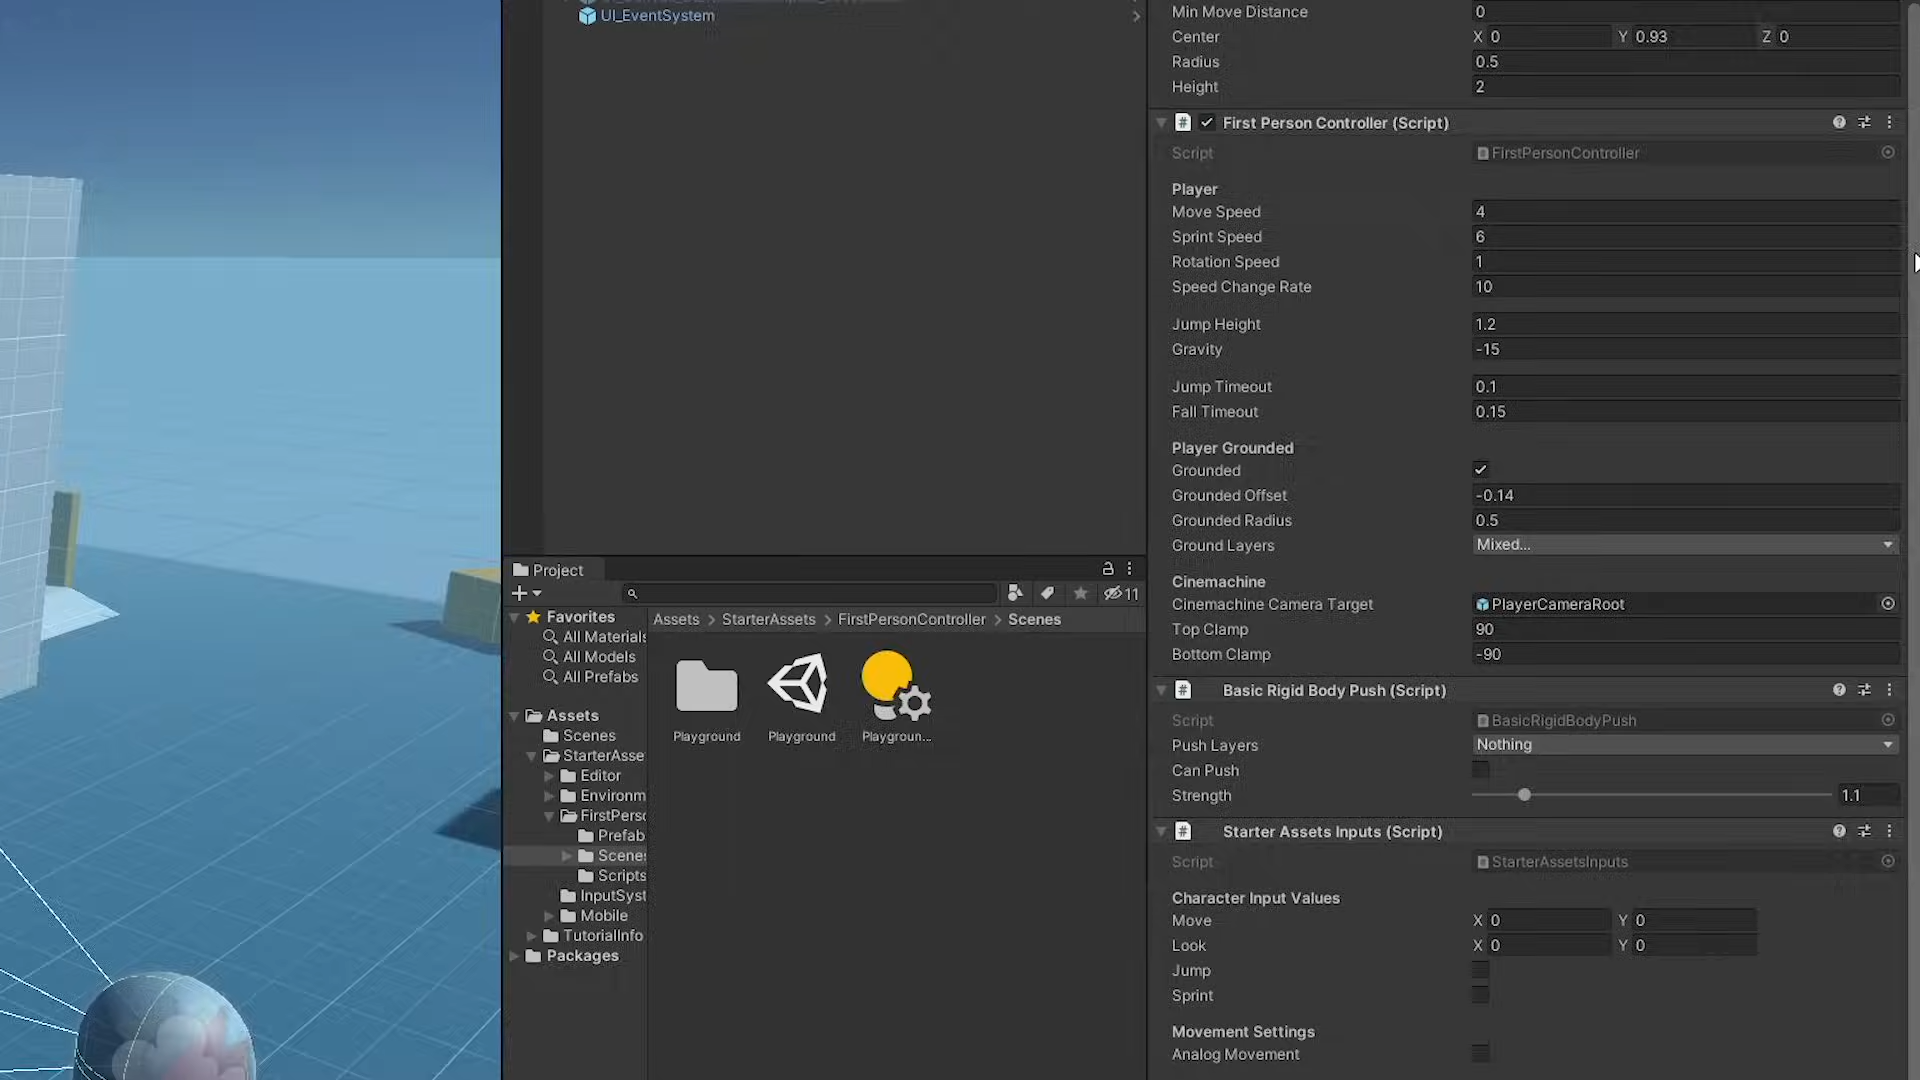 UI_EventSystem
Project
11
Favorites
All Materials
All Models
All Prefabs
Assets
Scenes
StarterAsse
Editor
Environm
FirstPerso
Prefab
Scenes
Scripts
InputSyst
Mobile
TutorialInfo
Packages
Assets > StarterAssets > FirstPersonController > Scenes
Playground
Playground
Playgroun...
Min Move Distance 0
Center X 0 Y 0.93 Z 0
Radius 0.5
Height 2
First Person Controller (Script)
Script FirstPersonController
Player
Move Speed 4
Sprint Speed 6
Rotation Speed 1
Speed Change Rate 10
Jump Height 1.2
Gravity -15
Jump Timeout 0.1
Fall Timeout 0.15
Player Grounded
Grounded
Grounded Offset -0.14
Grounded Radius 0.5
Ground Layers Mixed...
Cinemachine
Cinemachine Camera Target PlayerCameraRoot
Top Clamp 90
Bottom Clamp -90
Basic Rigid Body Push (Script)
Script BasicRigidBodyPush
Push Layers Nothing
Can Push
Strength 1.1
Starter Assets Inputs (Script)
Script StarterAssetsInputs
Character Input Values
Move X 0 Y 0
Look X 0 Y 0
Jump
Sprint
Movement Settings
Analog Movement